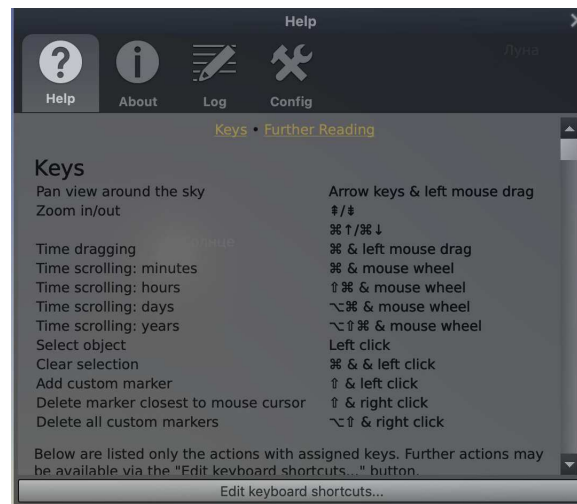 Help
Луна
Help
About
Log
Config
Keys • Further Reading
Keys
Pan view around the sky Arrow keys & left mouse drag
Zoom in/out ⇞/⇟
⌘↑/⌘↓
Time dragging ⌘ & left mouse drag
Time scrolling: minutes ⌘ & mouse wheel
Time scrolling: hours ⇧⌘ & mouse wheel
Time scrolling: days ⌥⌘ & mouse wheel
Time scrolling: years ⌥⇧⌘ & mouse wheel
Select object Left click
Clear selection ⌘ & & left click
Add custom marker ⇧ & left click
Delete marker closest to mouse cursor ⇧ & right click
Delete all custom markers ⌥⇧ & right click
Below are listed only the actions with assigned keys. Further actions may
be available via the "Edit keyboard shortcuts..." button.
Edit keyboard shortcuts...